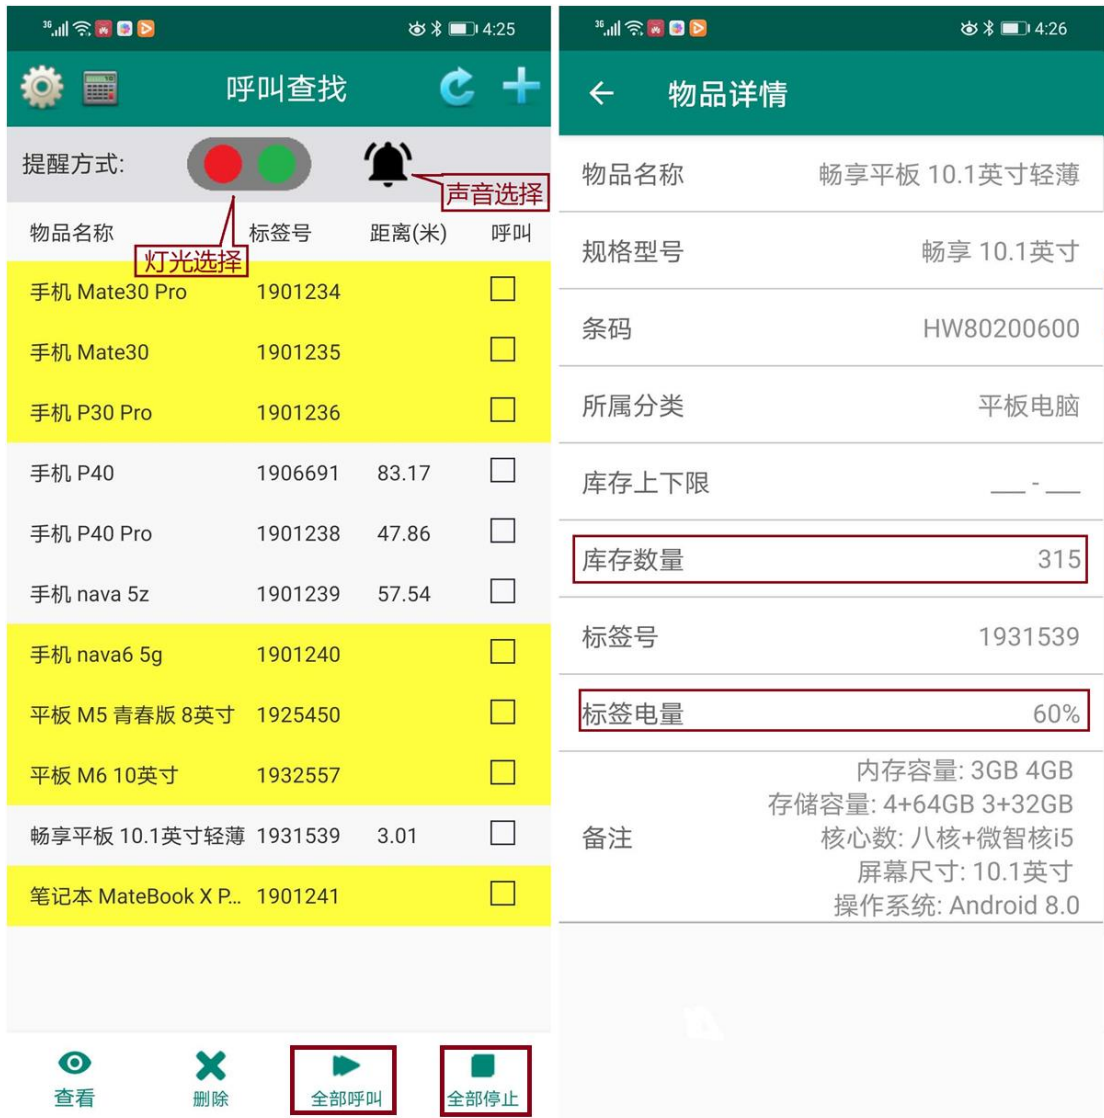 36 4:25
呼叫查找
提醒方式:
声音选择
物品名称 标签号 距离(米) 呼叫
灯光选择
手机 Mate30 Pro 1901234
手机 Mate30 1901235
手机 P30 Pro 1901236
手机 P40 1906691 83.17
手机 P40 Pro 1901238 47.86
手机 nava 5z 1901239 57.54
手机 nava6 5g 1901240
平板 M5 青春版 8英寸 1925450
平板 M6 10英寸 1932557
畅享平板 10.1英寸轻薄 1931539 3.01
笔记本 MateBook X P... 1901241
查看 删除 全部呼叫 全部停止
36 4:26
物品详情
物品名称 畅享平板 10.1英寸轻薄
规格型号 畅享 10.1英寸
条码 HW80200600
所属分类 平板电脑
库存上下限 __ - __
库存数量 315
标签号 1931539
标签电量 60%
备注
内存容量: 3GB 4GB
存储容量: 4+64GB 3+32GB
核心数: 八核+微智核i5
屏幕尺寸: 10.1英寸
操作系统: Android 8.0